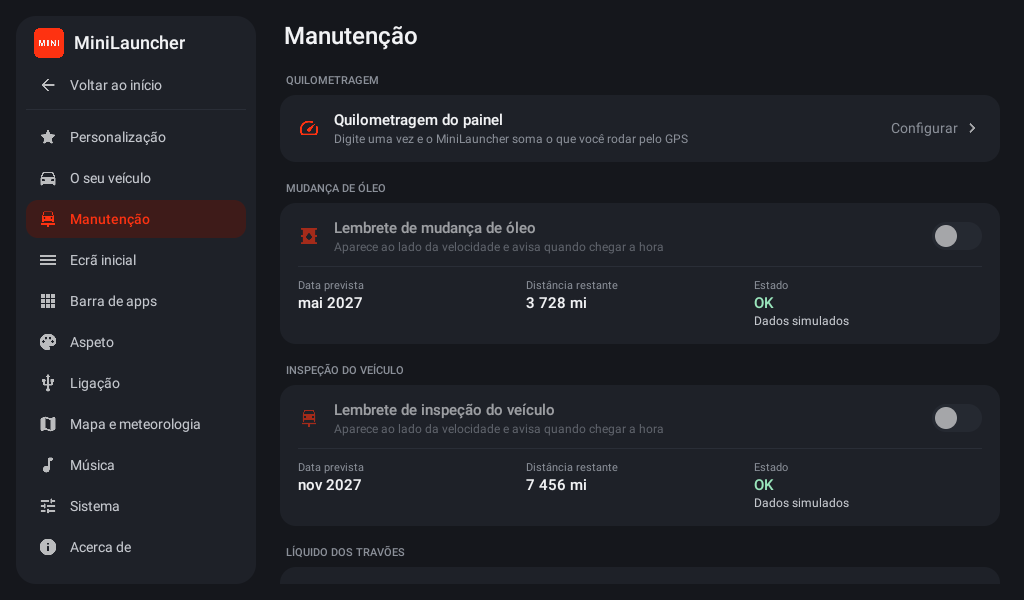 MINI MiniLauncher
Voltar ao início
Personalização
O seu veículo
Manutenção
Ecrã inicial
Barra de apps
Aspeto
Ligação
Mapa e meteorologia
Música
Sistema
Acerca de
Manutenção
QUILOMETRAGEM
Quilometragem do painel
Digite uma vez e o MiniLauncher soma o que você rodar pelo GPS
Configurar
MUDANÇA DE ÓLEO
Lembrete de mudança de óleo
Aparece ao lado da velocidade e avisa quando chegar a hora
Data prevista Distância restante Estado
mai 2027 3 728 mi OK
Dados simulados
INSPEÇÃO DO VEÍCULO
Lembrete de inspeção do veículo
Aparece ao lado da velocidade e avisa quando chegar a hora
Data prevista Distância restante Estado
nov 2027 7 456 mi OK
Dados simulados
LÍQUIDO DOS TRAVÕES